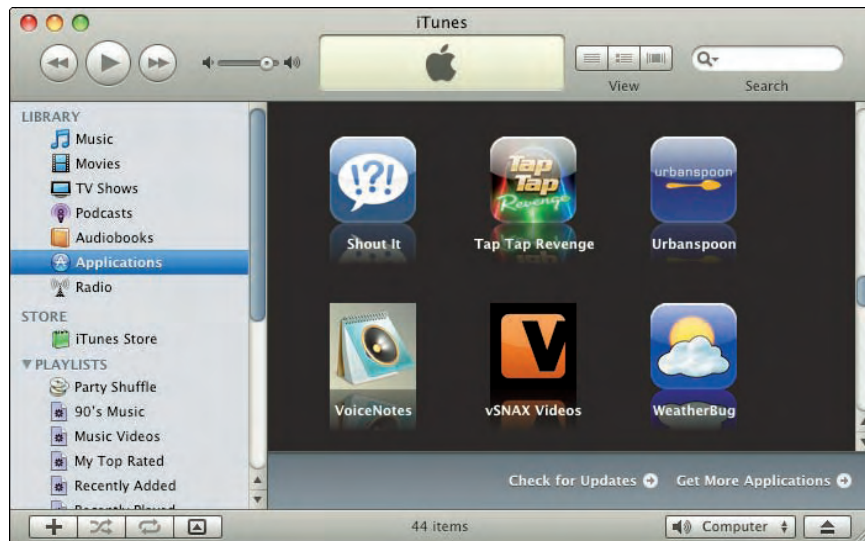 iTunes
View
Search
LIBRARY
Music
Movies
TV Shows
Podcasts
Audiobooks
Applications
Radio
STORE
iTunes Store
PLAYLISTS
Party Shuffle
90's Music
Music Videos
My Top Rated
Recently Added
Recently Played
!?!
Shout It
Tap Tap Revenge
Tap Tap Revenge
urbanspoon
Urbanspoon
VoiceNotes
V
vSNAX Videos
WeatherBug
Check for Updates
Get More Applications
44 items
Computer